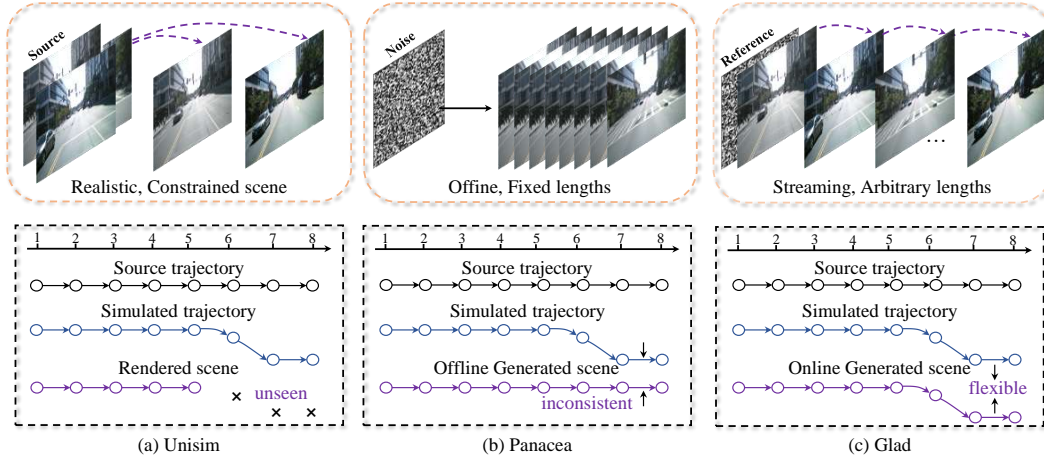 Source
Realistic, Constrained scene
Noise
Offine, Fixed lengths
Reference
...
Streaming, Arbitrary lengths
1 2 3 4 5 6 7 8
Source trajectory
Simulated trajectory
Rendered scene
× unseen
× ×
(a) Unisim
1 2 3 4 5 6 7 8
Source trajectory
Simulated trajectory
Offline Generated scene
inconsistent
(b) Panacea
1 2 3 4 5 6 7 8
Source trajectory
Simulated trajectory
Online Generated scene
flexible
(c) Glad